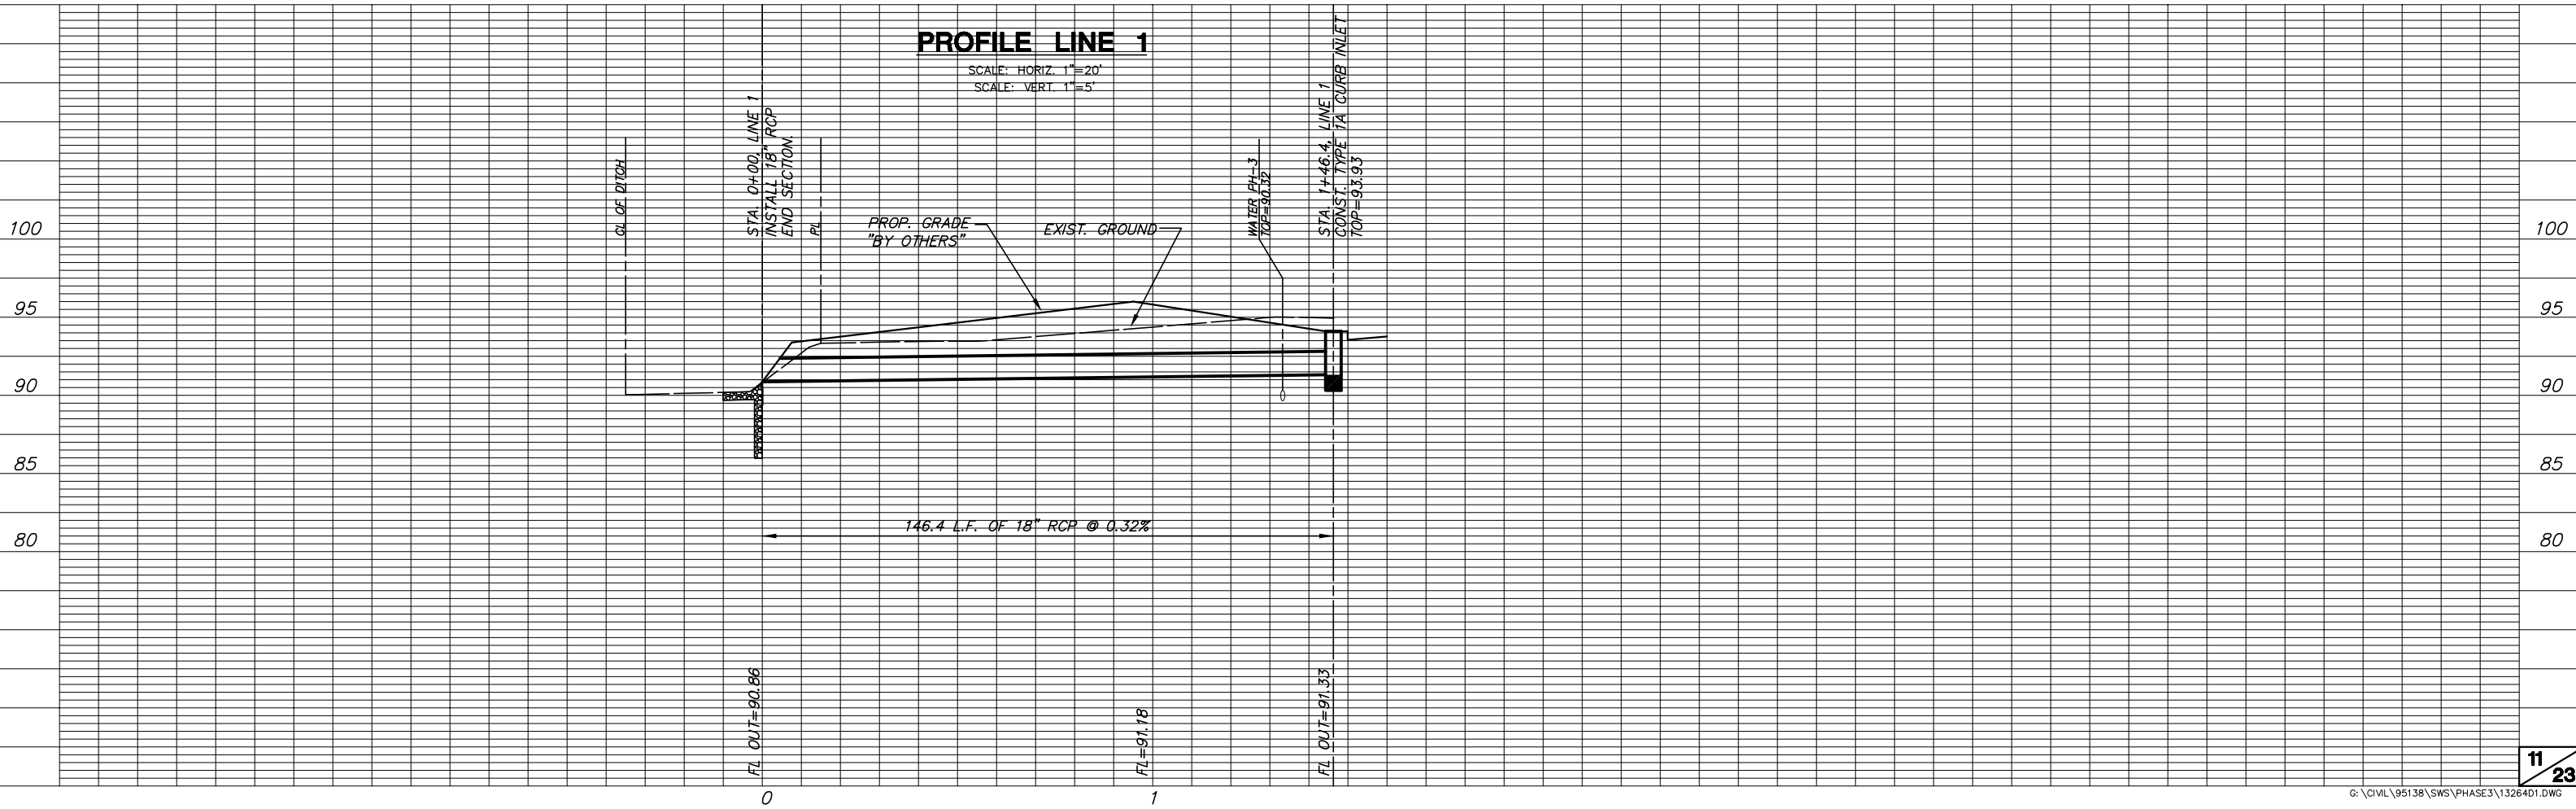 PROFILE LINE 1
SCALE: HORIZ. 1"=20'
SCALE: VERT. 1"=5'
CL OF DITCH
STA. 0+00, LINE 1
INSTALL 18" RCP
END SECTION.
PL
PROP. GRADE
"BY OTHERS"
EXIST. GROUND
WATER PH-3
TOP=90.32
STA. 1+46.4, LINE 1
CONST. TYPE 1A CURB INLET
TOP=93.93
100
100
95
95
90
90
85
85
80
80
146.4 L.F. OF 18" RCP @ 0.32%
FL OUT=90.86
FL=91.18
FL OUT=91.33
0
1
11
23
G:\CIVIL\95138\SWS\PHASE3\13264D1.DWG